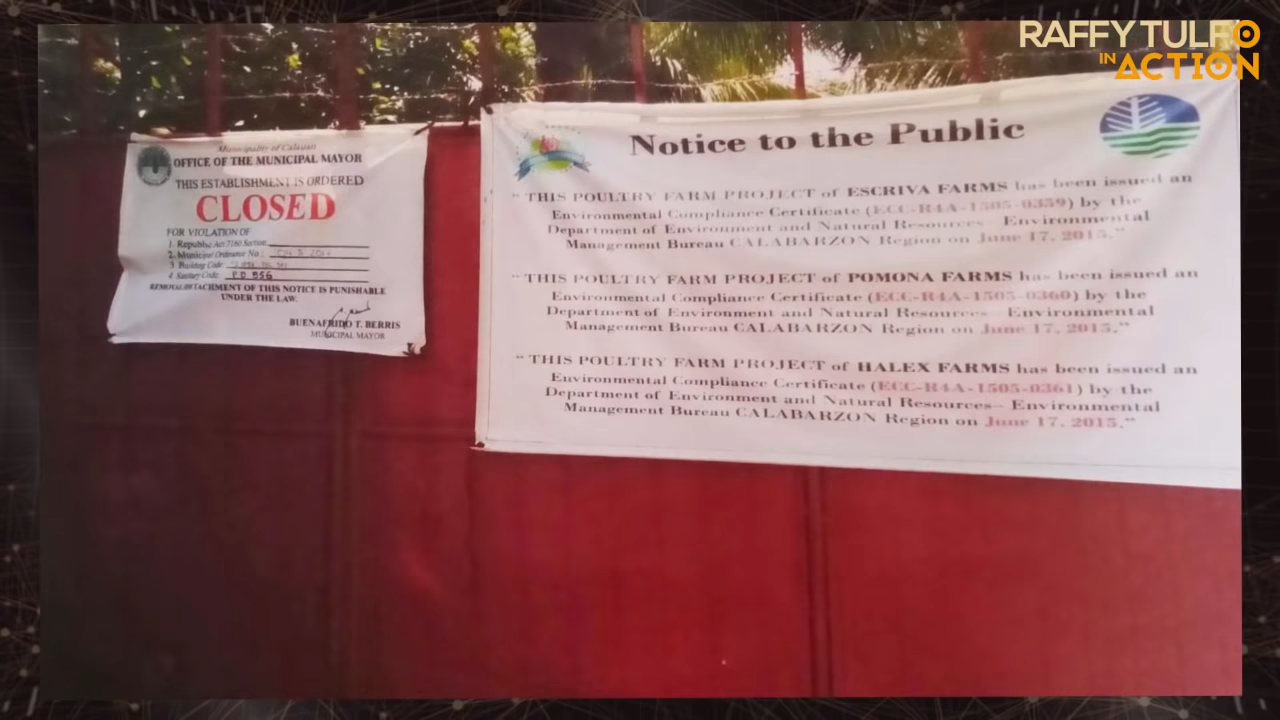 RAFFY TULFO
IN ACTION
Municipality of Calauan
OFFICE OF THE MUNICIPAL MAYOR
THIS ESTABLISHMENT IS ORDERED
CLOSED
FOR VIOLATION OF
1. Republic Act 7160 Section
2. Municipal Ordinance No.:
3. Building Code:
4. Sanitary Code: P.D 856
REMOVAL/DETACHMENT OF THIS NOTICE IS PUNISHABLE
UNDER THE LAW.
BUENAFRIDO T. BERRIS
MUNICIPAL MAYOR
Notice to the Public
“ THIS POULTRY FARM PROJECT of ESCRIVA FARMS has been issued an
Environmental Compliance Certificate (ECC-R4A-1505-0359) by the
Department of Environment and Natural Resources– Environmental
Management Bureau CALABARZON Region on June 17, 2015.”
“ THIS POULTRY FARM PROJECT of POMONA FARMS has been issued an
Environmental Compliance Certificate (ECC-R4A-1505-0360) by the
Department of Environment and Natural Resources– Environmental
Management Bureau CALABARZON Region on June 17, 2015.”
“ THIS POULTRY FARM PROJECT of HALEX FARMS has been issued an
Environmental Compliance Certificate (ECC-R4A-1505-0361) by the
Department of Environment and Natural Resources– Environmental
Management Bureau CALABARZON Region on June 17, 2015.”